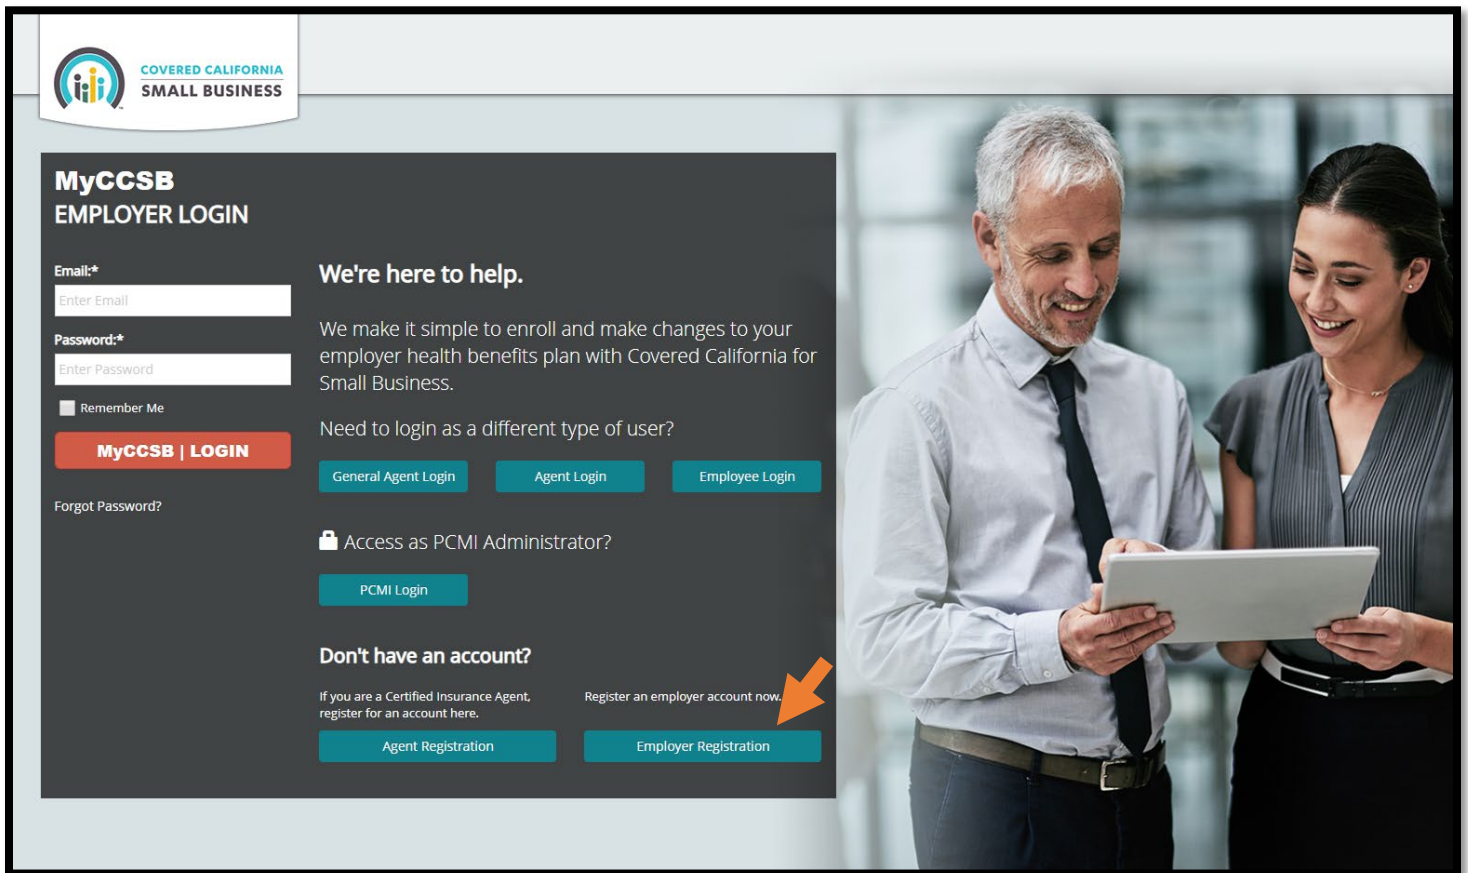 COVERED CALIFORNIA
SMALL BUSINESS
MyCCSB
EMPLOYER LOGIN
Email:*
Enter Email
Password:*
Enter Password
Remember Me
MyCCSB | LOGIN
Forgot Password?
We're here to help.
We make it simple to enroll and make changes to your
employer health benefits plan with Covered California for
Small Business.
Need to login as a different type of user?
General Agent Login
Agent Login
Employee Login
Access as PCMI Administrator?
PCMI Login
Don't have an account?
If you are a Certified Insurance Agent,
register for an account here.
Agent Registration
Register an employer account now.
Employer Registration